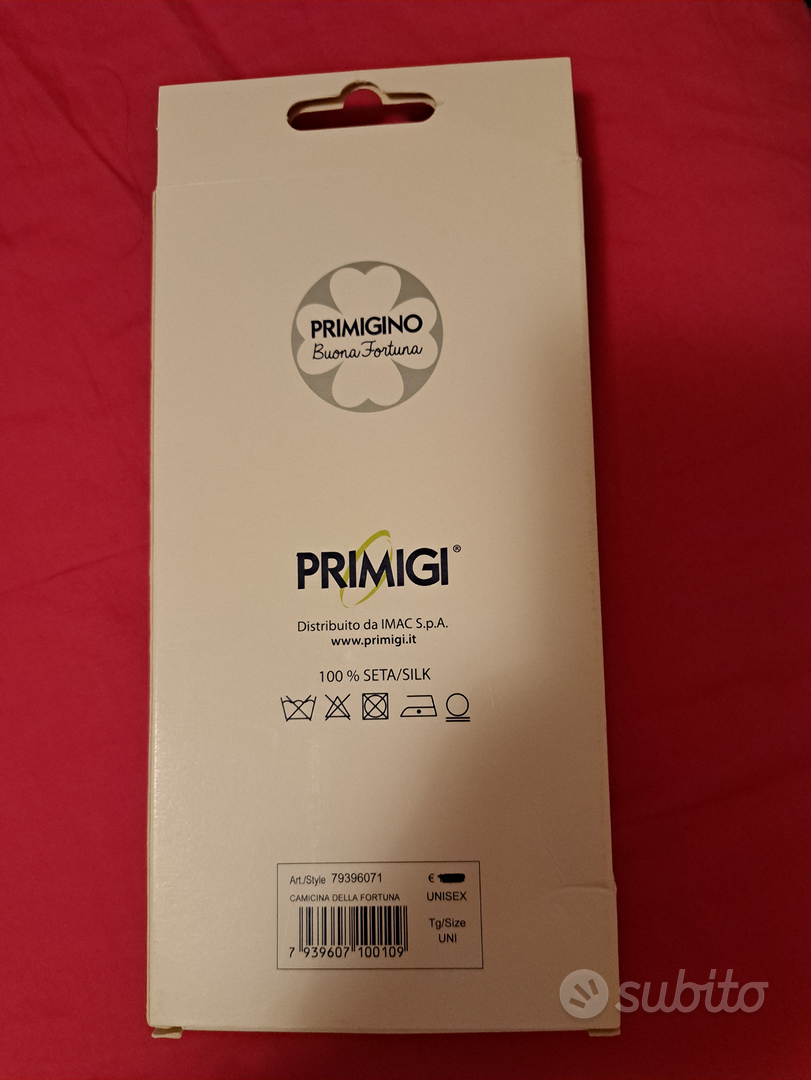 PRIMIGINO
Buona Fortuna
PRIMIGI®
Distribuito da IMAC S.p.A.
www.primigi.it
100 % SETA/SILK
Art./Style 79396071
€
CAMICINA DELLA FORTUNA
UNISEX
Tg/Size
UNI
7 939607 100109
subito